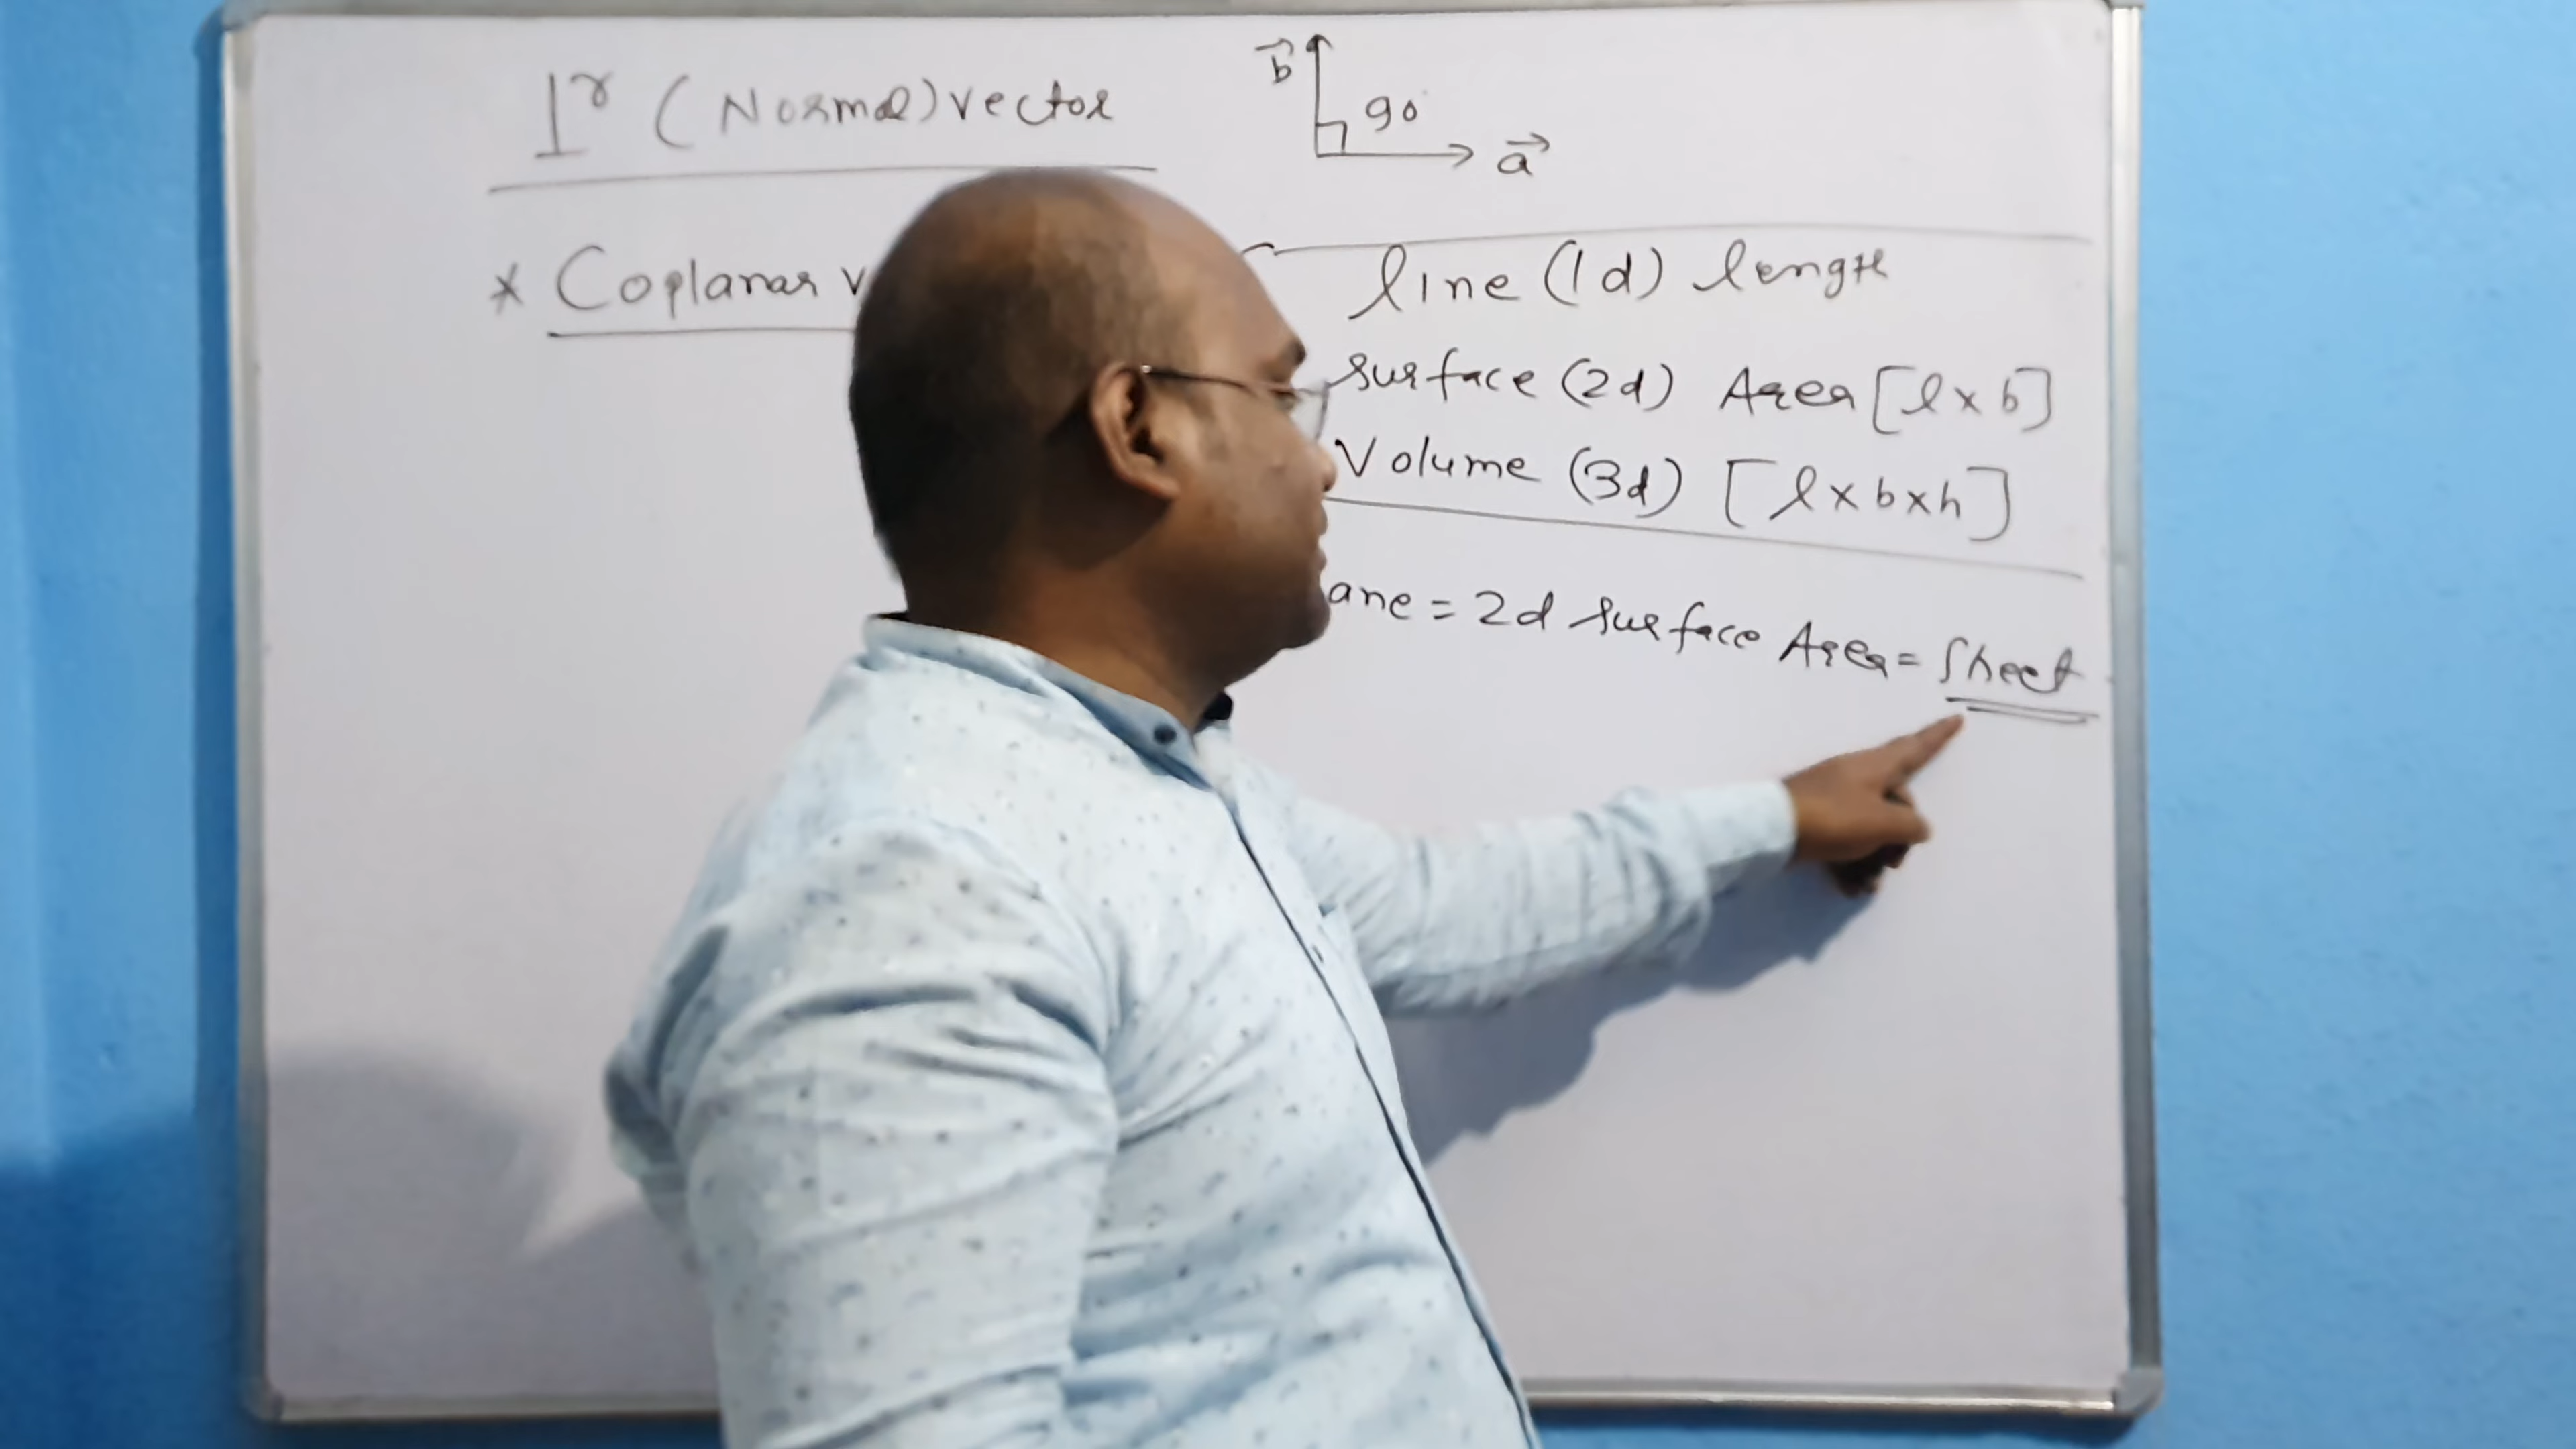 ⊥r (Normal) vector
b 90
a
* Coplanar v
line (1d) length
surface (2d) Area [l x b]
Volume (3d) [l x b x h]
ane = 2d surface Area = Sheet